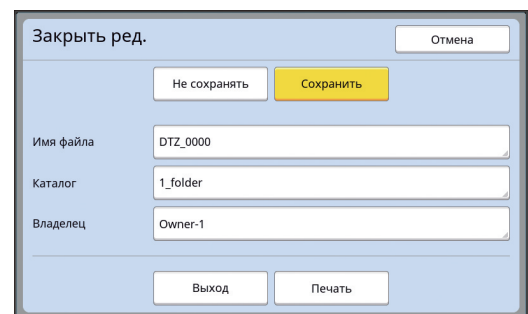 Закрыть ред.
Отмена
Не сохранять
Сохранить
Имя файла
DTZ_0000
Каталог
1_folder
Владелец
Owner-1
Выход
Печать